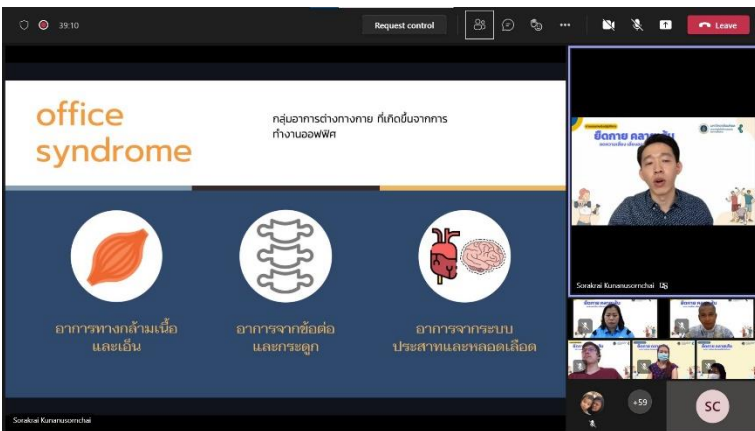 39:10
Request control
Leave
office
syndrome
กลุ่มอาการต่างทางกาย ที่เกิดขึ้นจากการ
ทำงานออฟฟิศ
อาการทางกล้ามเนื้อ
และเอ็น
อาการจากข้อต่อ
และกระดูก
อาการจากระบบ
ประสาทและหลอดเลือด
Sorakrai Kunanusornchai
ยืดกาย
Sorakrai Kunanusornchai
+59
SC